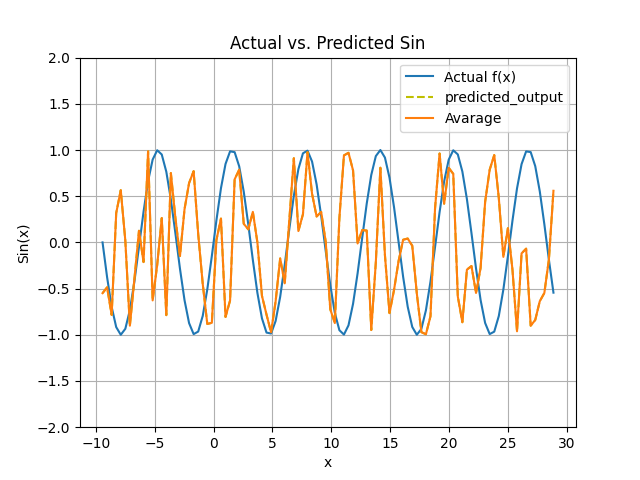 Actual vs. Predicted Sin
2.0
1.5
1.0
0.5
0.0
−0.5
−1.0
−1.5
−2.0
Sin(x)
Actual f(x)
predicted_output
Avarage
−10 −5 0 5 10 15 20 25 30
x